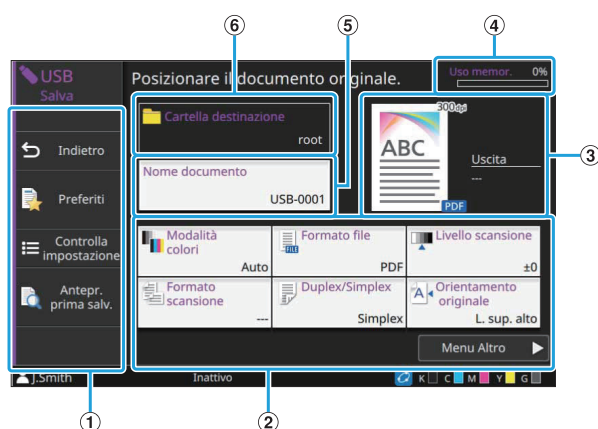 ⑥
⑤
④
USB
Salva
Posizionare il documento originale.
Uso memor. 0%
Cartella destinazione
root
Nome documento
USB-0001
300dpi
ABC
PDF
Uscita
---
③
Indietro
Preferiti
Controlla
impostazione
Antepr.
prima salv.
Modalità
colori
Auto
Formato file
FILE
PDF
Livello scansione
±0
Formato
scansione
---
Duplex/Simplex
Simplex
A
Orientamento
originale
L. sup. alto
Menu Altro
J.Smith
Inattivo
K C M Y G
①
②